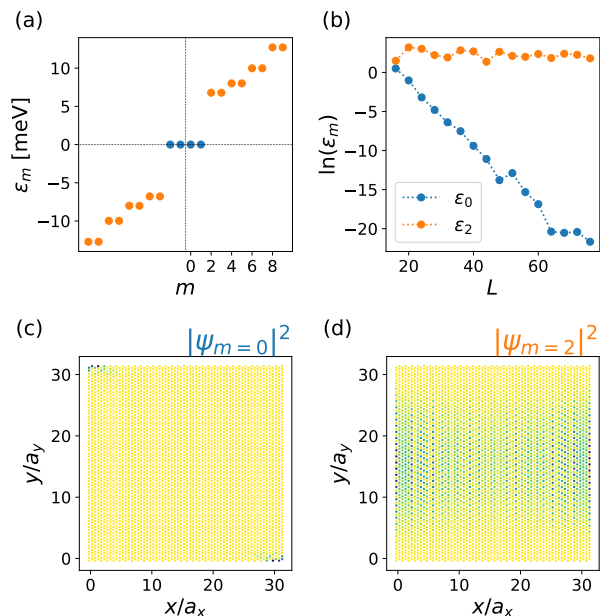 (a)
(b)
10
5
0
−5
−10
ε_m [meV]
0 2 4 6 8
m
0
−5
−10
−15
−20
ln(ε_m)
ε_0
ε_2
20 40 60
L
(c)
|ψ_{m=0}|^2
(d)
|ψ_{m=2}|^2
30
20
10
0
y/a_y
0 10 20 30
x/a_x
30
20
10
0
y/a_y
0 10 20 30
x/a_x